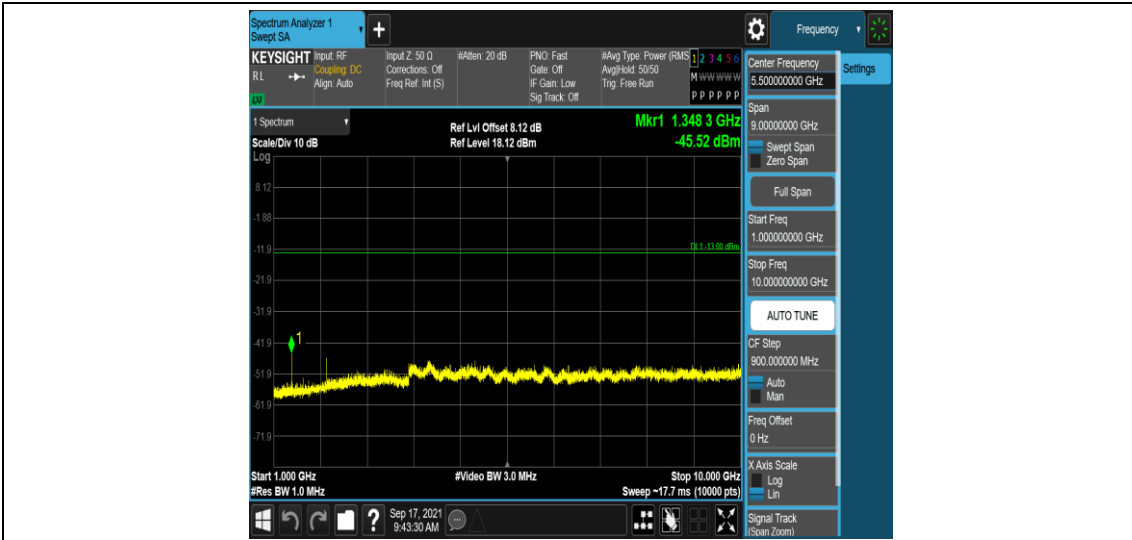 Spectrum Analyzer 1
Swept SA
+
Frequency
KEYSIGHT
RL
LXI
Input: RF
Coupling: DC
Align: Auto
Input Z: 50 Ω
Corrections: Off
Freq Ref: Int (S)
#Atten: 20 dB
PNO: Fast
Gate: Off
IF Gain: Low
Sig Track: Off
#Avg Type: Power (RMS
Avg|Hold: 50/50
Trig: Free Run
1 2 3 4 5 6
M W W W W W
P P P P P P
1 Spectrum
Scale/Div 10 dB
Log
Ref Lvl Offset 8.12 dB
Ref Level 18.12 dBm
Mkr1 1.348 3 GHz
-45.52 dBm
8.12
-1.88
-11.9
DL1 -13.00 dBm
-21.9
-31.9
-41.9
1
-51.9
-61.9
-71.9
Start 1.000 GHz
#Res BW 1.0 MHz
#Video BW 3.0 MHz
Stop 10.000 GHz
Sweep ~17.7 ms (10000 pts)
?
Sep 17, 2021
9:43:30 AM
Center Frequency
5.500000000 GHz
Settings
Span
9.00000000 GHz
Swept Span
Zero Span
Full Span
Start Freq
1.000000000 GHz
Stop Freq
10.000000000 GHz
AUTO TUNE
CF Step
900.000000 MHz
Auto
Man
Freq Offset
0 Hz
X Axis Scale
Log
Lin
Signal Track
(Span Zoom)